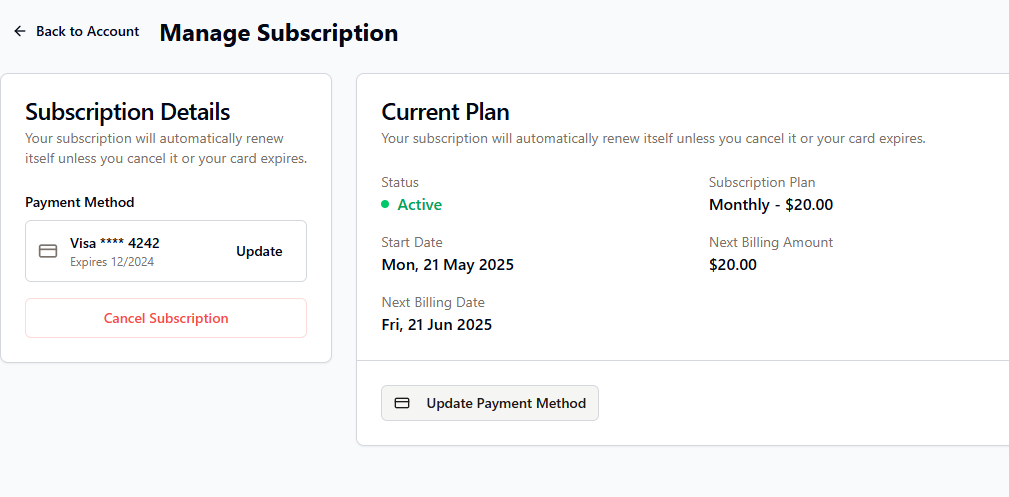 Back to Account
Manage Subscription
Subscription Details
Your subscription will automatically renew
itself unless you cancel it or your card expires.
Payment Method
Visa **** 4242
Expires 12/2024
Update
Cancel Subscription
Current Plan
Your subscription will automatically renew itself unless you cancel it or your card expires.
Status
Active
Subscription Plan
Monthly - $20.00
Start Date
Mon, 21 May 2025
Next Billing Amount
$20.00
Next Billing Date
Fri, 21 Jun 2025
Update Payment Method